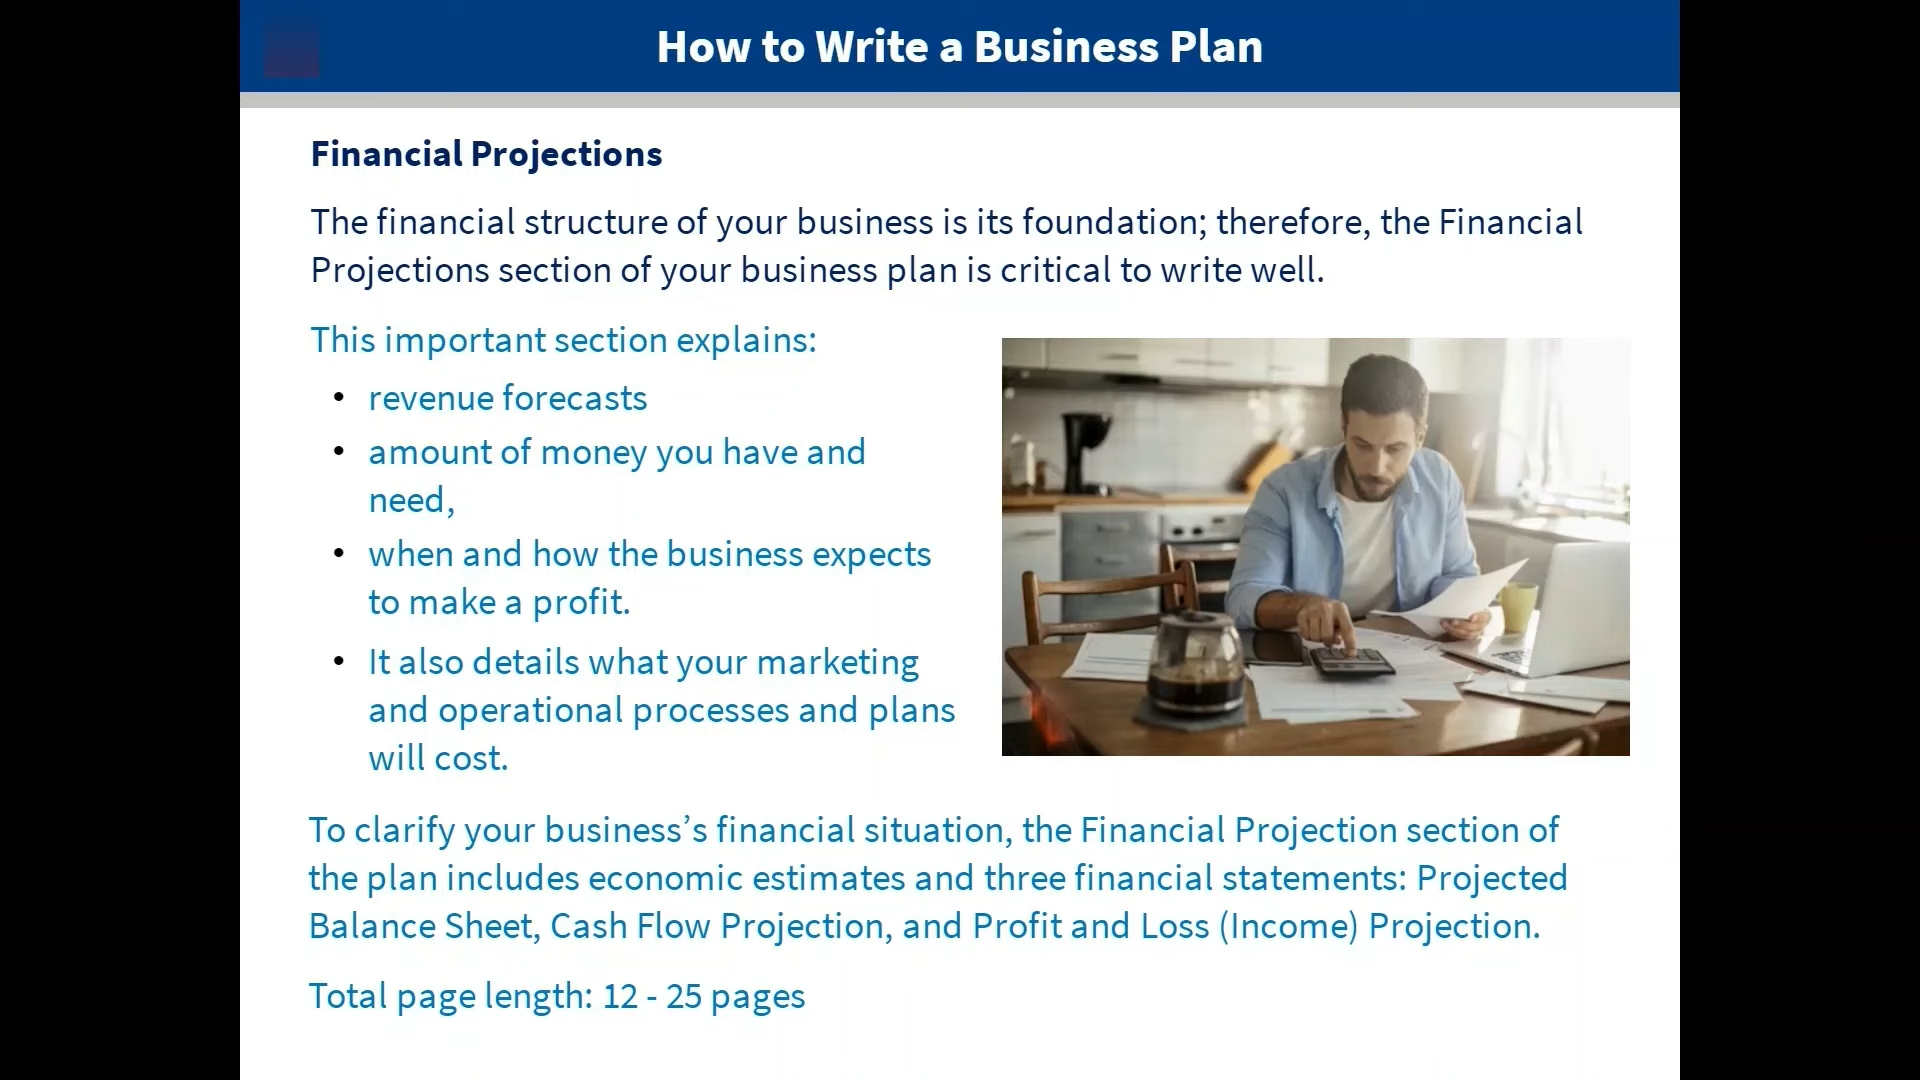 How to Write a Business Plan
Financial Projections
The financial structure of your business is its foundation; therefore, the Financial
Projections section of your business plan is critical to write well.
This important section explains:
• revenue forecasts
• amount of money you have and
need,
• when and how the business expects
to make a profit.
• It also details what your marketing
and operational processes and plans
will cost.
To clarify your business’s financial situation, the Financial Projection section of
the plan includes economic estimates and three financial statements: Projected
Balance Sheet, Cash Flow Projection, and Profit and Loss (Income) Projection.
Total page length: 12 - 25 pages